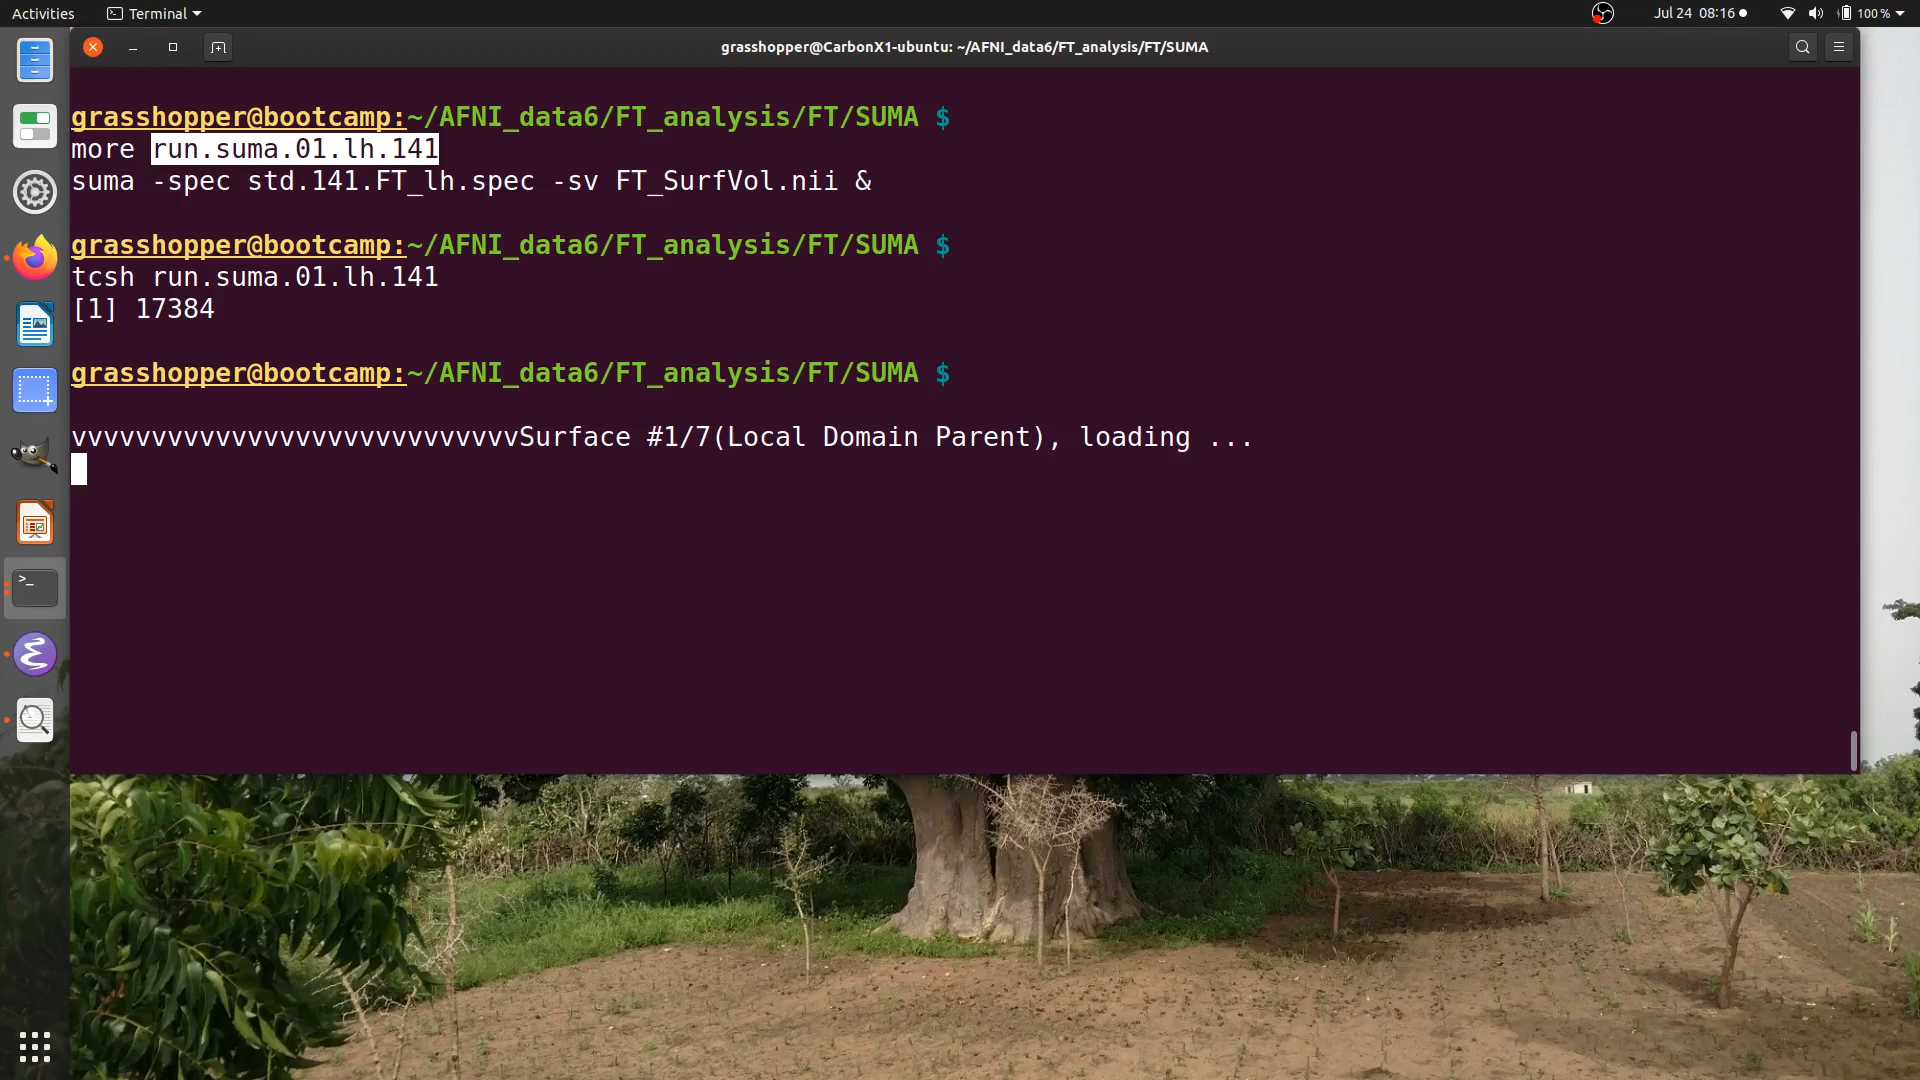 Activities
Terminal
Jul 24 08:16
100 %
grasshopper@CarbonX1-ubuntu: ~/AFNI_data6/FT_analysis/FT/SUMA
grasshopper@bootcamp:~/AFNI_data6/FT_analysis/FT/SUMA $
more run.suma.01.lh.141
suma -spec std.141.FT_lh.spec -sv FT_SurfVol.nii &
grasshopper@bootcamp:~/AFNI_data6/FT_analysis/FT/SUMA $
tcsh run.suma.01.lh.141
[1] 17384
grasshopper@bootcamp:~/AFNI_data6/FT_analysis/FT/SUMA $
vvvvvvvvvvvvvvvvvvvvvvvvvvvvSurface #1/7(Local Domain Parent), loading ...
>_